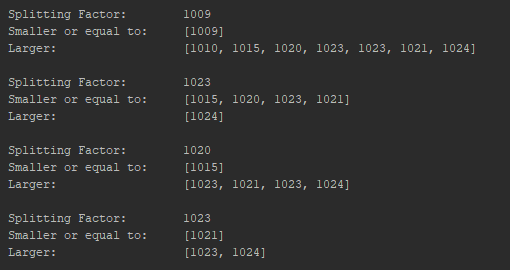 Splitting Factor: 1009
Smaller or equal to: [1009]
Larger: [1010, 1015, 1020, 1023, 1023, 1021, 1024]
Splitting Factor: 1023
Smaller or equal to: [1015, 1020, 1023, 1021]
Larger: [1024]
Splitting Factor: 1020
Smaller or equal to: [1015]
Larger: [1023, 1021, 1023, 1024]
Splitting Factor: 1023
Smaller or equal to: [1021]
Larger: [1023, 1024]